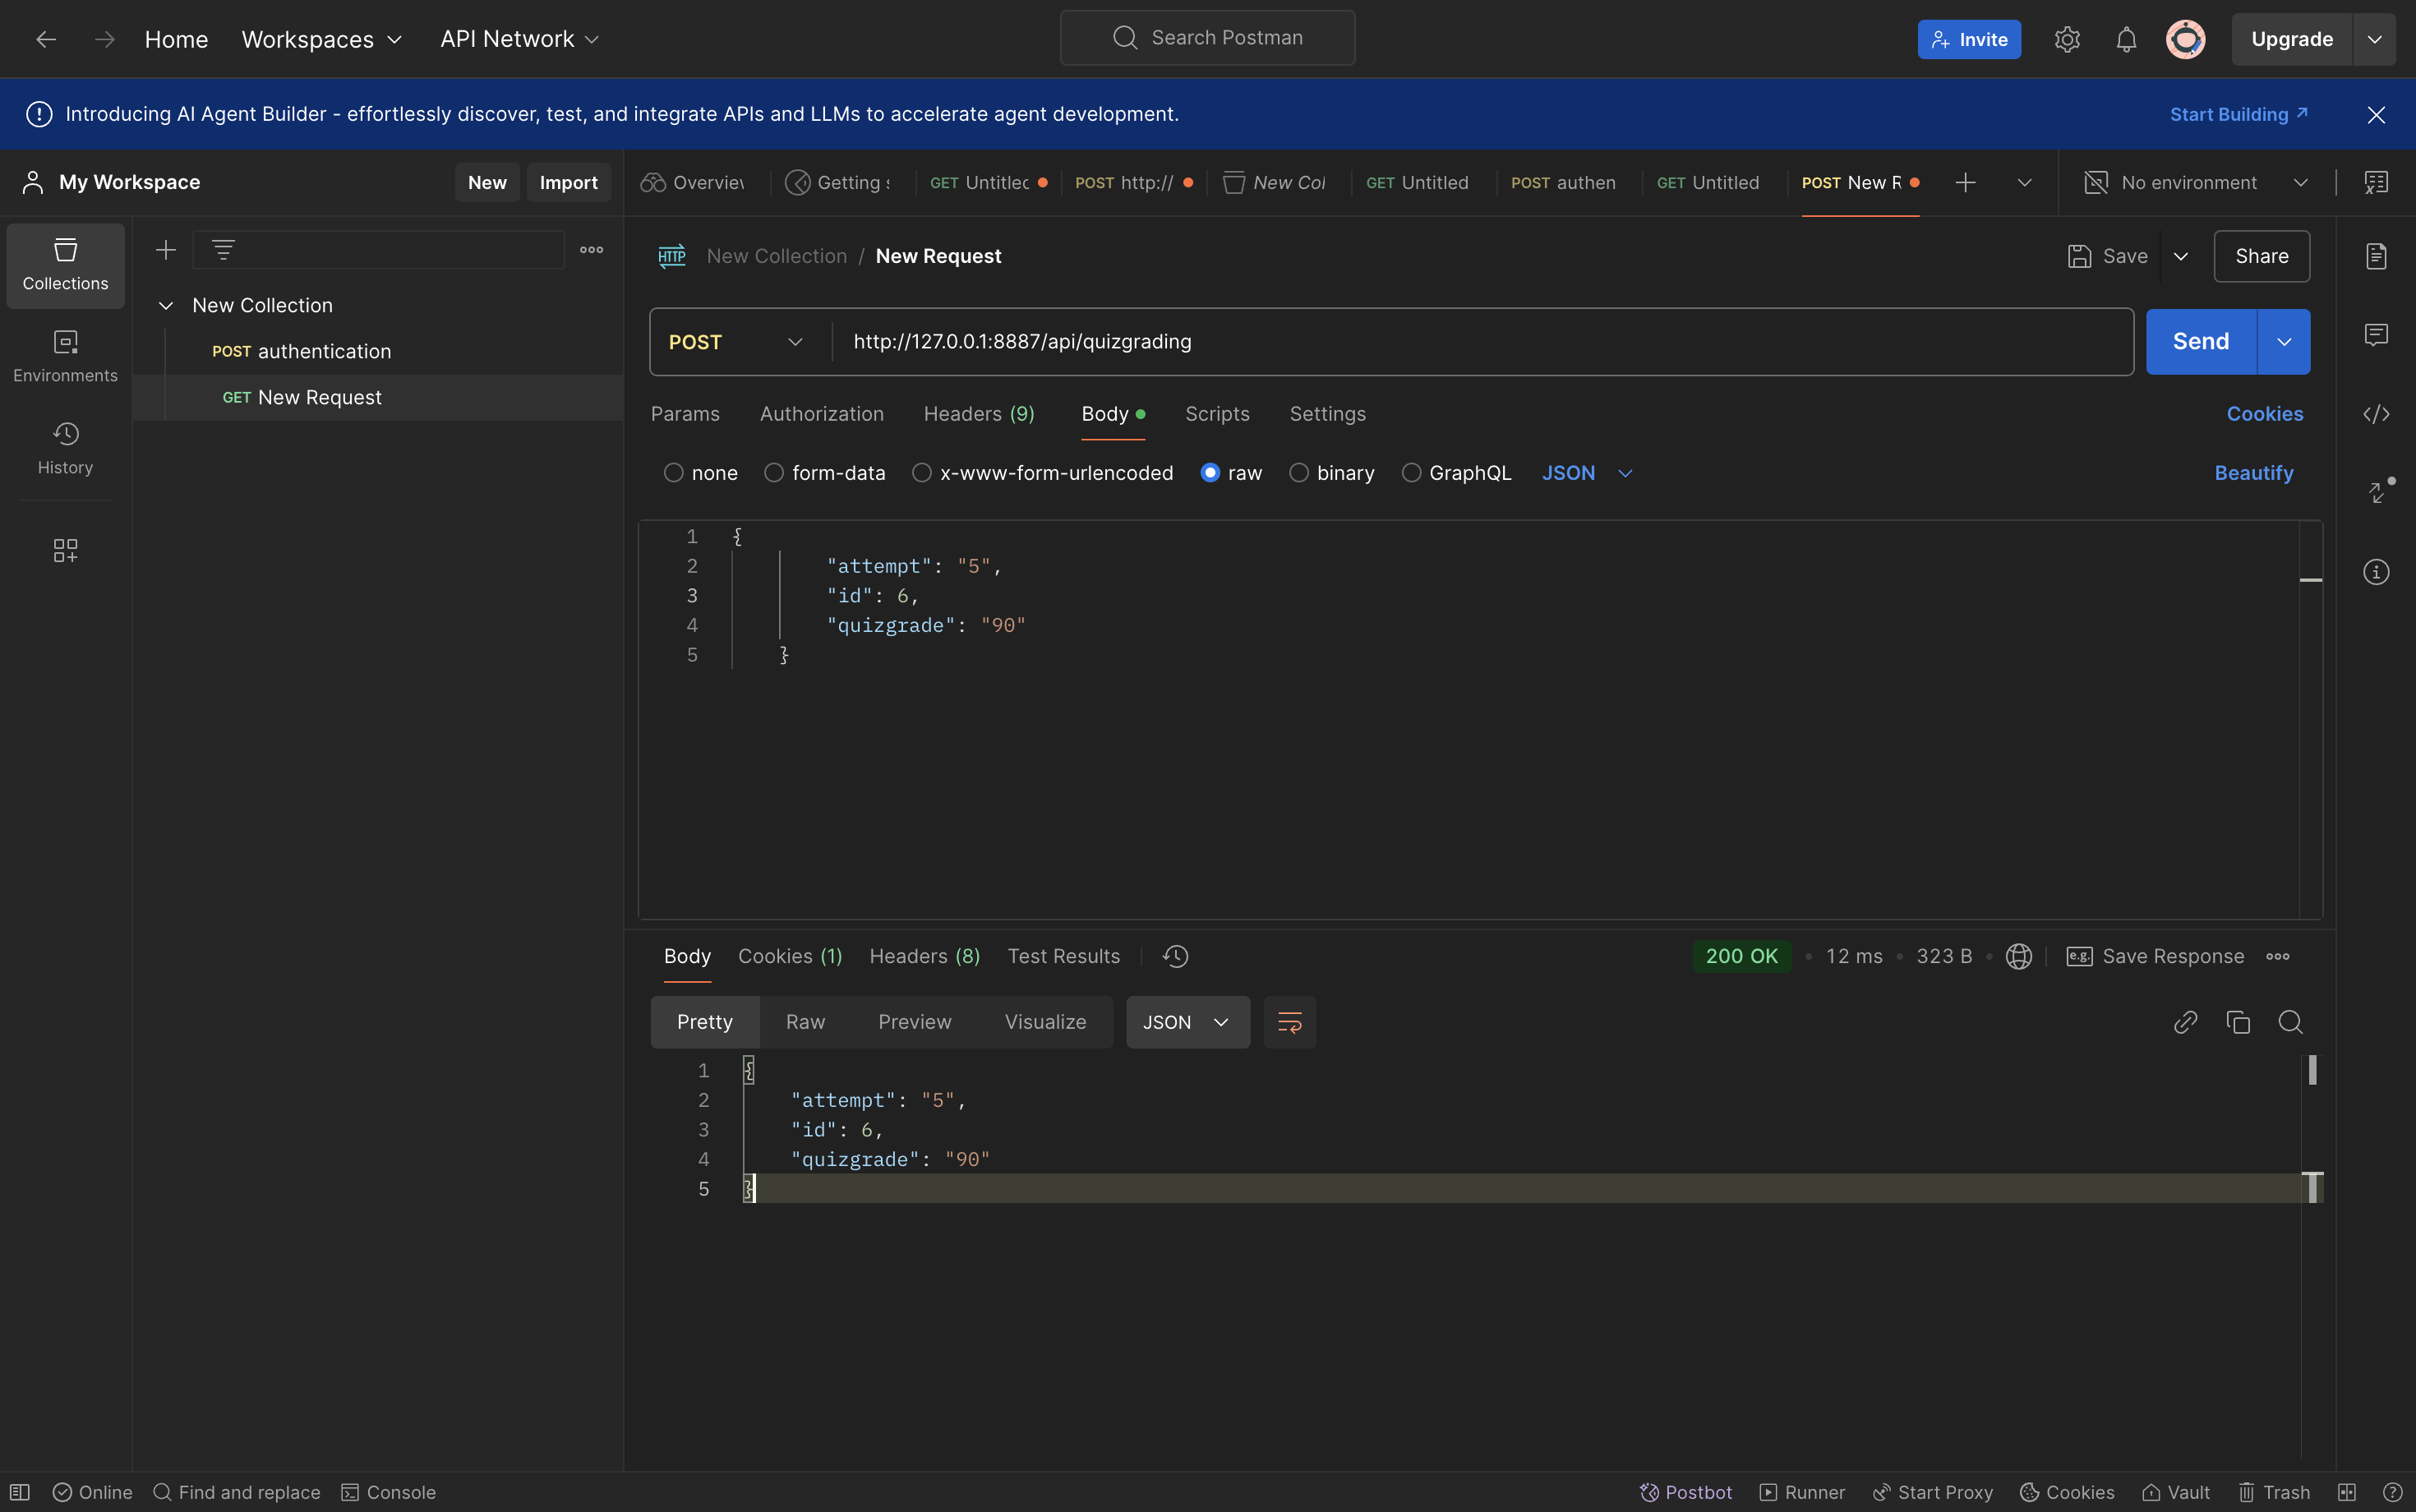 Home Workspaces API Network Search Postman Invite Upgrade
Introducing AI Agent Builder - effortlessly discover, test, and integrate APIs and LLMs to accelerate agent development. Start Building
My Workspace New Import Overview Getting s GET Untitled POST http:// New Col GET Untitled POST authen GET Untitled POST New R No environment
Collections
Environments
History
New Collection
POST authentication
GET New Request
HTTP New Collection / New Request Save Share
POST http://127.0.0.1:8887/api/quizgrading Send
Params Authorization Headers (9) Body Scripts Settings Cookies
none form-data x-www-form-urlencoded raw binary GraphQL JSON Beautify
1 {
2 "attempt": "5",
3 "id": 6,
4 "quizgrade": "90"
5 }
Body Cookies (1) Headers (8) Test Results 200 OK • 12 ms • 323 B • e.g. Save Response
Pretty Raw Preview Visualize JSON
1 {
2 "attempt": "5",
3 "id": 6,
4 "quizgrade": "90"
5 }
Online Find and replace Console Postbot Runner Start Proxy Cookies Vault Trash